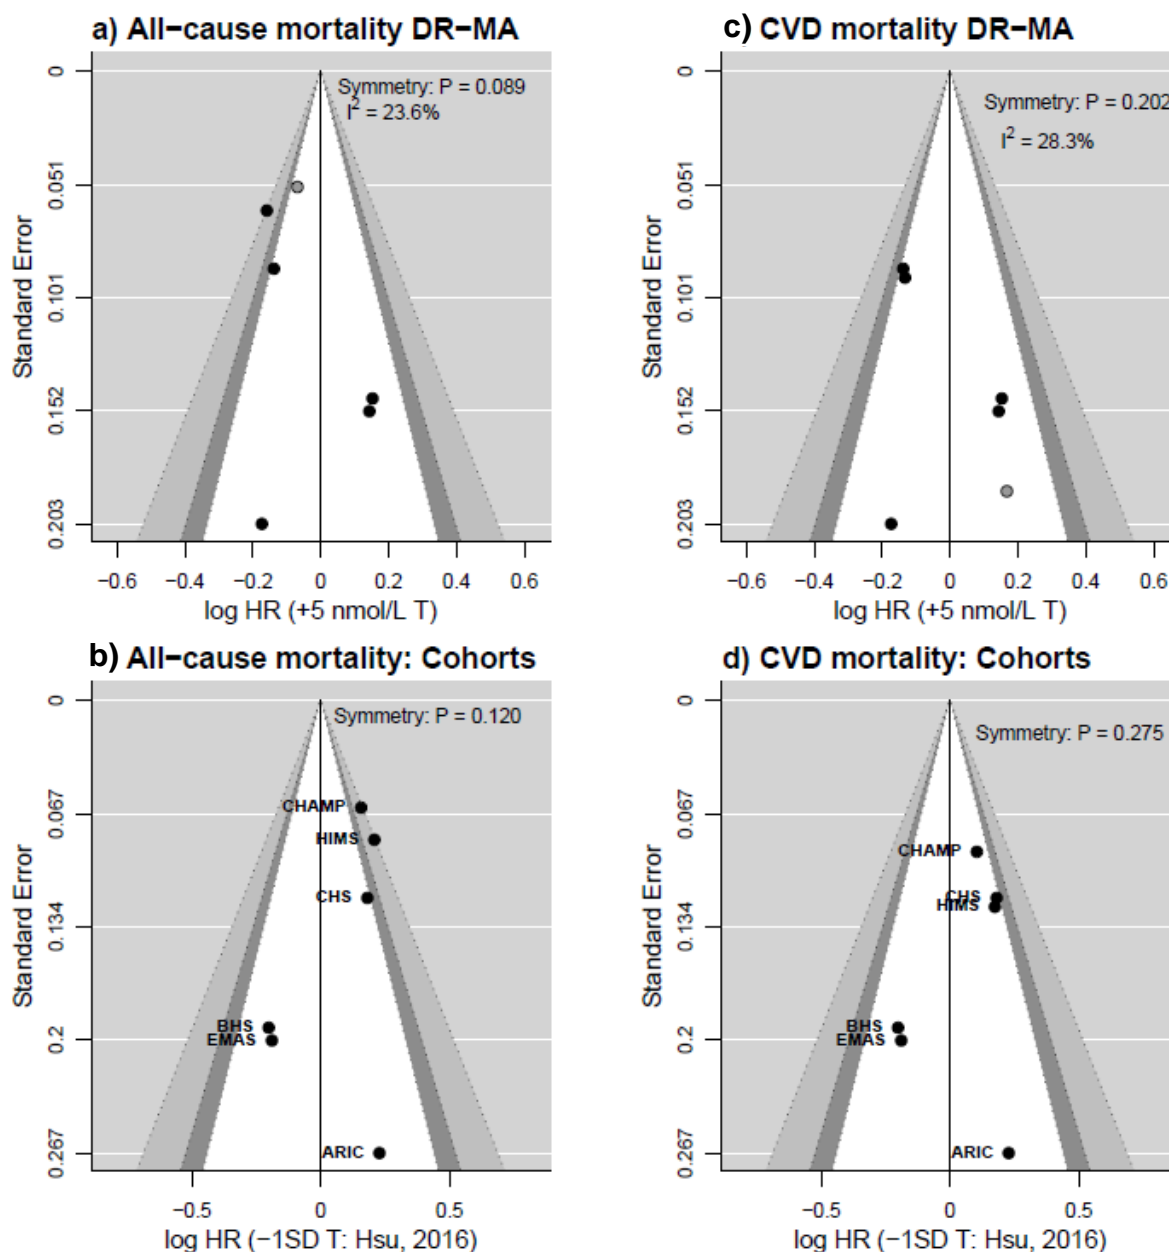 a) All−cause mortality DR−MA
Symmetry: P = 0.089
I² = 23.6%
Standard Error
0
0.051
0.101
0.152
0.203
−0.6
−0.4
−0.2
0
0.2
0.4
0.6
log HR (+5 nmol/L T)
c) CVD mortality DR−MA
Symmetry: P = 0.202
I² = 28.3%
Standard Error
0
0.051
0.101
0.152
0.203
−0.6
−0.4
−0.2
0
0.2
0.4
0.6
log HR (+5 nmol/L T)
b) All−cause mortality: Cohorts
Symmetry: P = 0.120
Standard Error
0
0.067
0.134
0.2
0.267
CHAMP
HIMS
CHS
BHS
EMAS
ARIC
−0.5
0
0.5
log HR (−1SD T: Hsu, 2016)
d) CVD mortality: Cohorts
Symmetry: P = 0.275
Standard Error
0
0.067
0.134
0.2
0.267
CHAMP
CHS
HIMS
BHS
EMAS
ARIC
−0.5
0
0.5
log HR (−1SD T: Hsu, 2016)